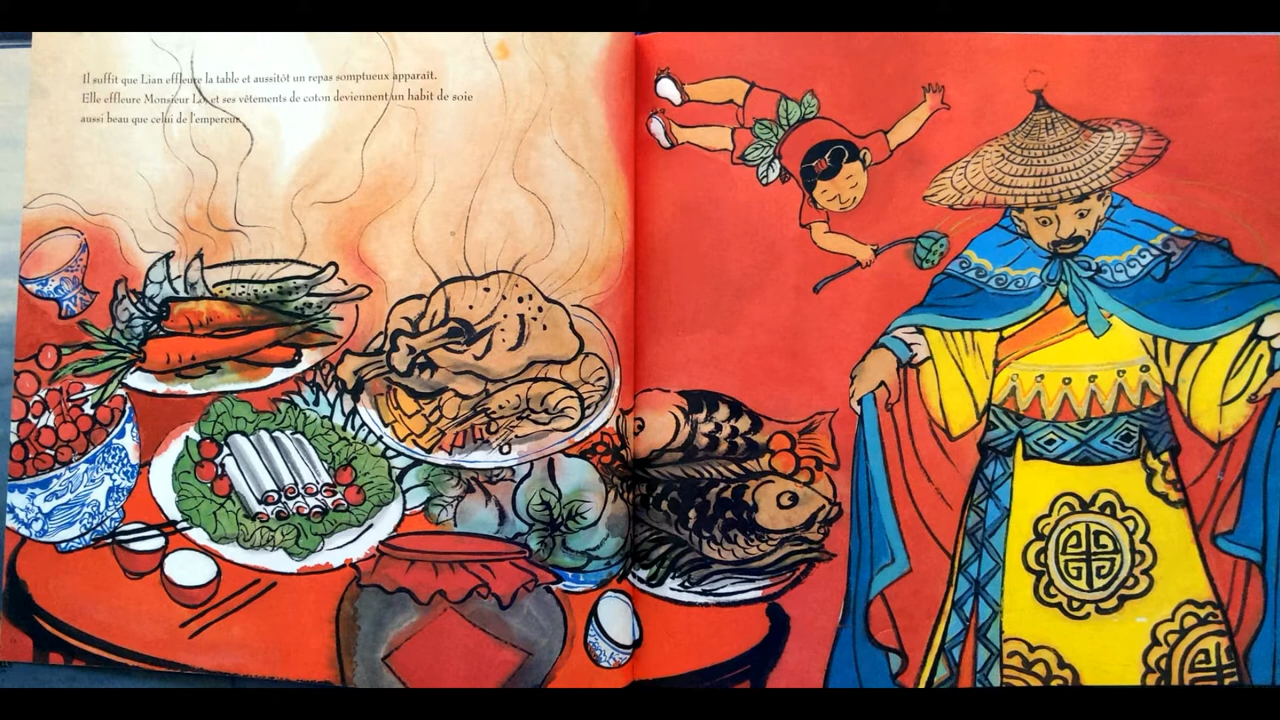 Il suffit que Lian effleure la table et aussitôt un repas somptueux apparaît.
Elle effleure Monsieur Lo, et ses vêtements de coton deviennent un habit de soie
aussi beau que celui de l'empereur.